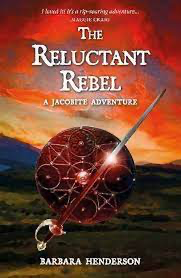 I loved it! It's a rip-roaring adventure...
MAGGIE CRAIG
THE
RELUCTANT
REBEL
A JACOBITE ADVENTURE
BARBARA HENDERSON